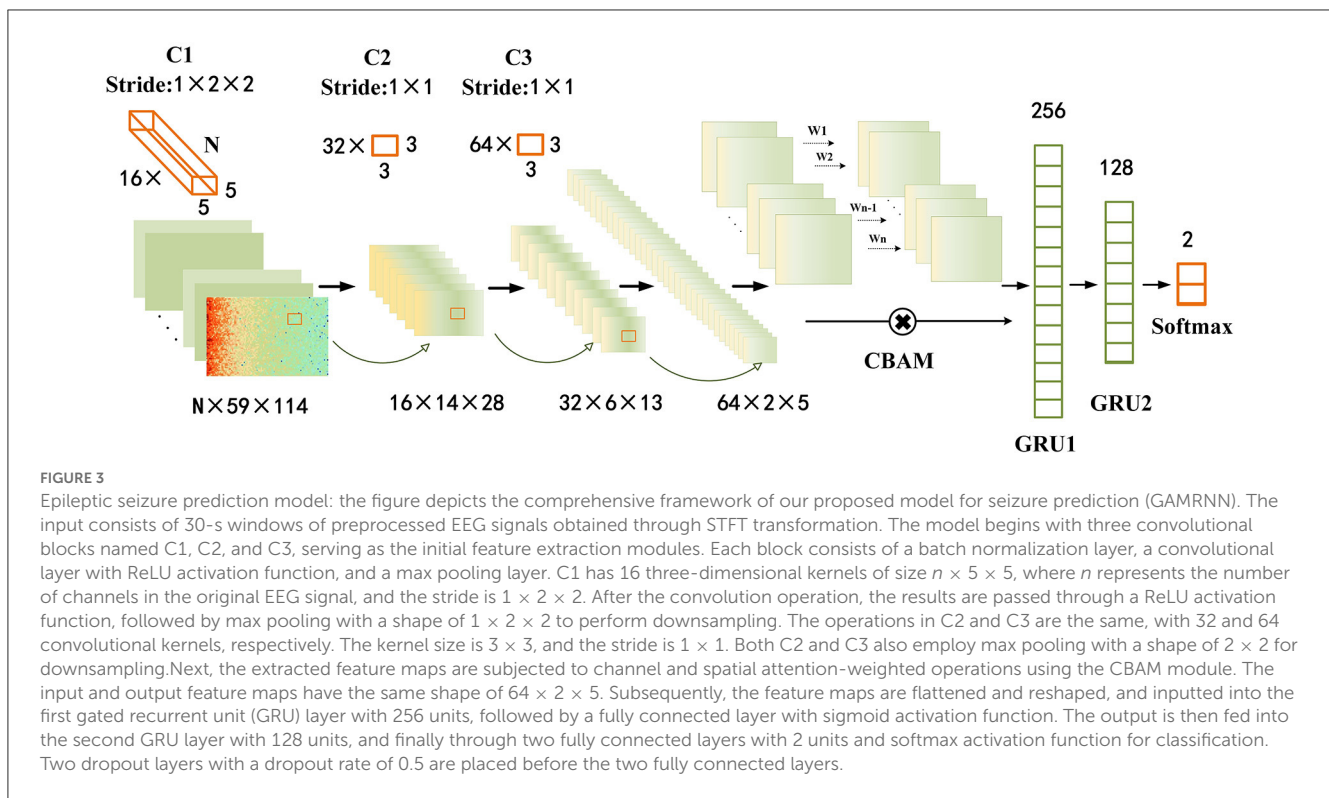 C1
Stride:1×2×2
C2
Stride:1×1
C3
Stride:1×1
N
16×
5
5
32×
3
3
64×
3
3
W1
W2
Wn-1
Wn
256
128
2
Softmax
CBAM
GRU2
GRU1
N×59×114
16×14×28
32×6×13
64×2×5
FIGURE 3
Epileptic seizure prediction model: the figure depicts the comprehensive framework of our proposed model for seizure prediction (GAMRNN). The
input consists of 30-s windows of preprocessed EEG signals obtained through STFT transformation. The model begins with three convolutional
blocks named C1, C2, and C3, serving as the initial feature extraction modules. Each block consists of a batch normalization layer, a convolutional
layer with ReLU activation function, and a max pooling layer. C1 has 16 three-dimensional kernels of size n × 5 × 5, where n represents the number
of channels in the original EEG signal, and the stride is 1 × 2 × 2. After the convolution operation, the results are passed through a ReLU activation
function, followed by max pooling with a shape of 1 × 2 × 2 to perform downsampling. The operations in C2 and C3 are the same, with 32 and 64
convolutional kernels, respectively. The kernel size is 3 × 3, and the stride is 1 × 1. Both C2 and C3 also employ max pooling with a shape of 2 × 2 for
downsampling.Next, the extracted feature maps are subjected to channel and spatial attention-weighted operations using the CBAM module. The
input and output feature maps have the same shape of 64 × 2 × 5. Subsequently, the feature maps are flattened and reshaped, and inputted into the
first gated recurrent unit (GRU) layer with 256 units, followed by a fully connected layer with sigmoid activation function. The output is then fed into
the second GRU layer with 128 units, and finally through two fully connected layers with 2 units and softmax activation function for classification.
Two dropout layers with a dropout rate of 0.5 are placed before the two fully connected layers.